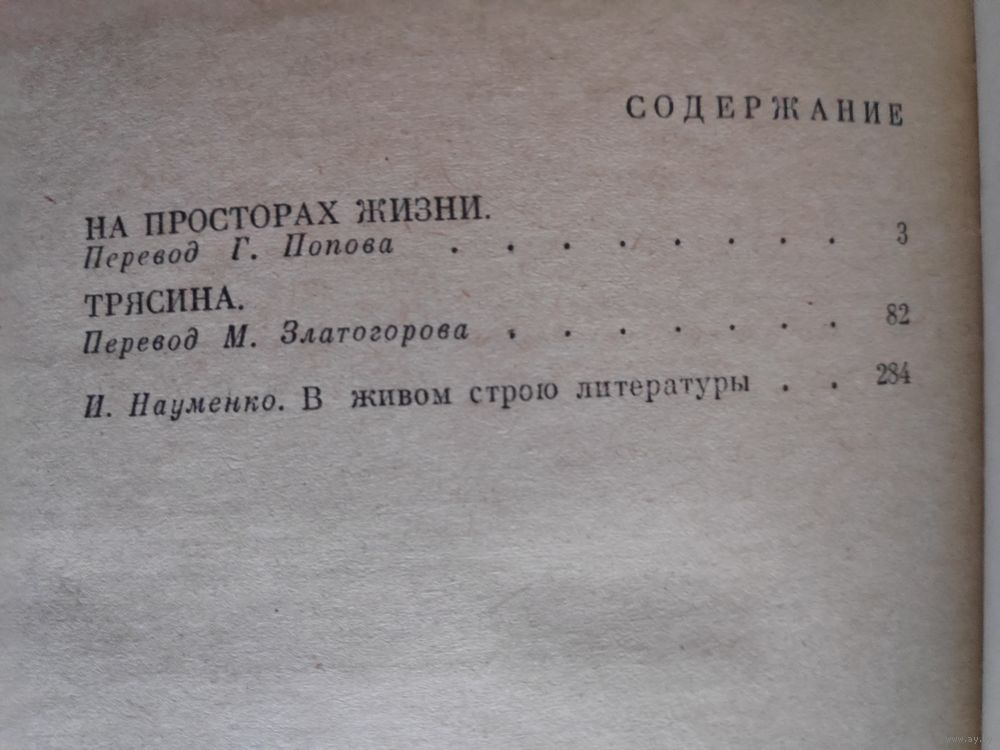 СОДЕРЖАНИЕ
НА ПРОСТОРАХ ЖИЗНИ.
Перевод Г. Попова . . . . . . . . 3
ТРЯСИНА.
Перевод М. Златогорова . . . . . . . 82
И. Науменко. В живом строю литературы . . 284